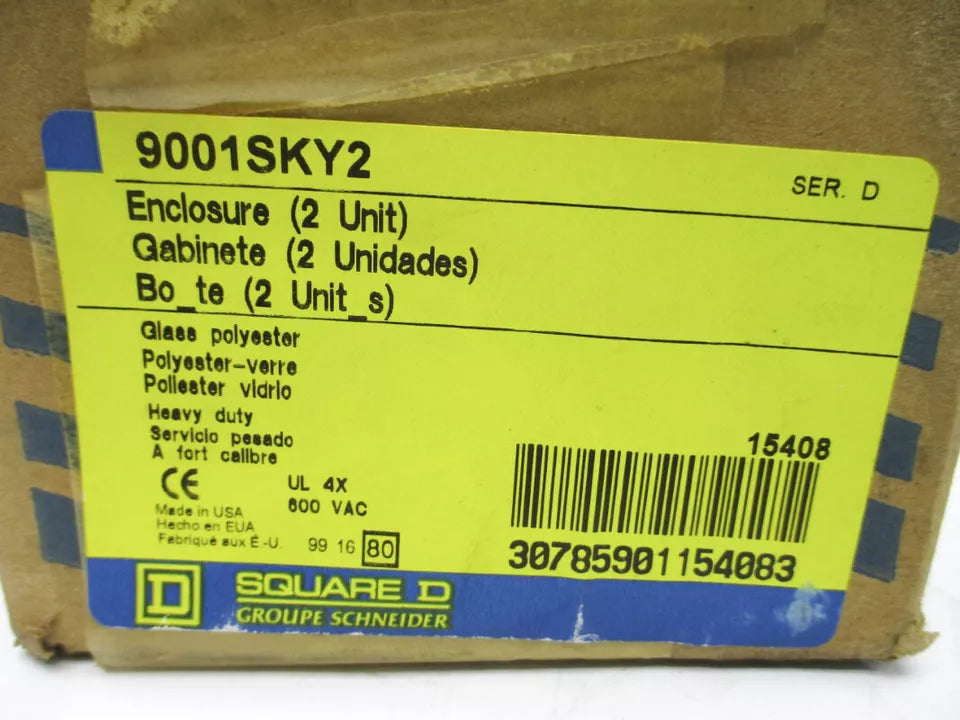 9001SKY2
SER. D
Enclosure (2 Unit)
Gabinete (2 Unidades)
Bo_te (2 Unit_s)
Glass polyester
Polyester-verre
Poliester vidrio
Heavy duty
Servicio pesado
A fort calibre
CE
UL 4X
600 VAC
Made in USA
Hecho en EUA
Fabriqué aux É.-U.
99 16 80
15408
30785901154083
D
SQUARE D
GROUPE SCHNEIDER